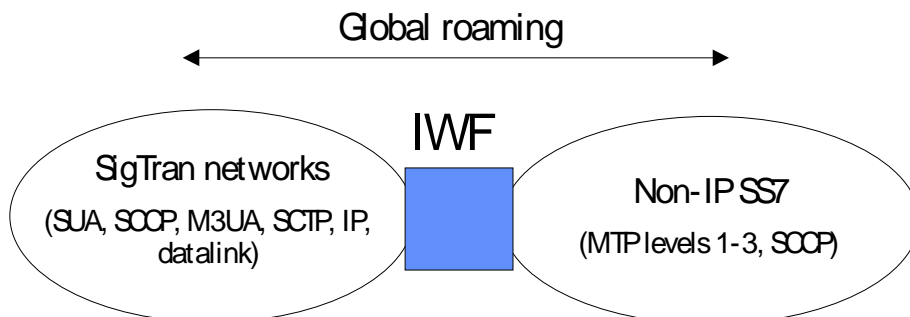 Global roaming
IWF
SigTran networks
(SUA, SCCP, M3UA, SCTP, IP,
datalink)
Non-IP SS7
(MTP levels 1-3, SCCP)